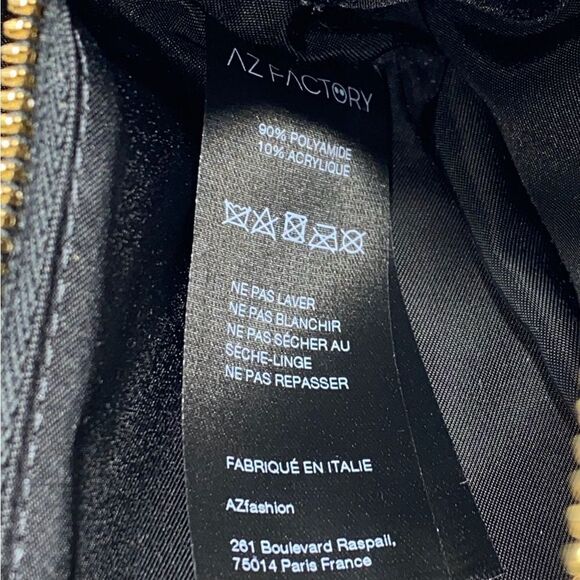 AZ FACTORY
90% POLYAMIDE
10% ACRYLIQUE
NE PAS LAVER
NE PAS BLANCHIR
NE PAS SÉCHER AU
SÈCHE-LINGE
NE PAS REPASSER
FABRIQUÉ EN ITALIE
AZfashion
261 Boulevard Raspail,
75014 Paris France